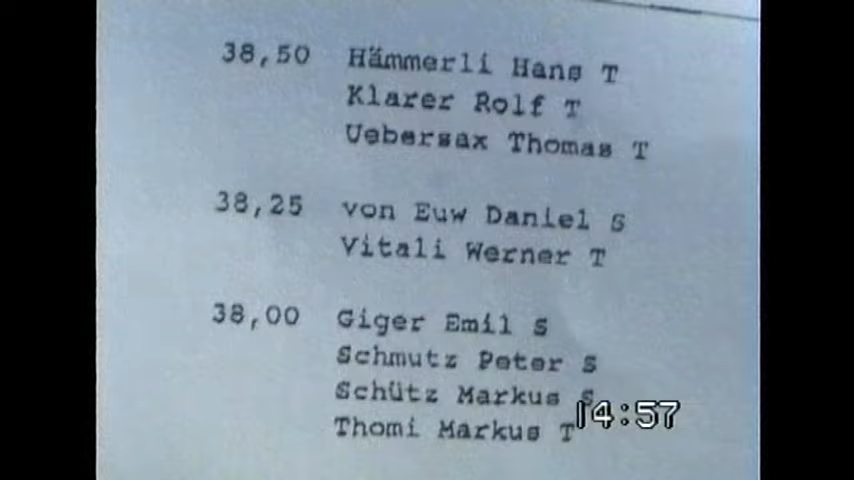 38,50 Hämmerli Hans T
Klarer Rolf T
Uebersax Thomas T
38,25 von Euw Daniel S
Vitali Werner T
38,00 Giger Emil S
Schmutz Peter S
Schütz Markus S
Thomi Markus T
14:57